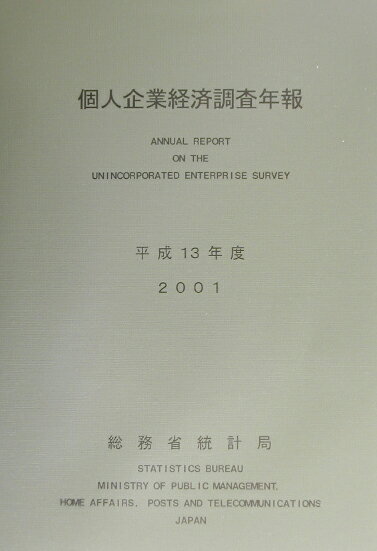 個人企業経済調査年報
ANNUAL REPORT
ON THE
UNINCORPORATED ENTERPRISE SURVEY
平成13年度
2001
総務省統計局
STATISTICS BUREAU
MINISTRY OF PUBLIC MANAGEMENT,
HOME AFFAIRS, POSTS AND TELECOMMUNICATIONS
JAPAN